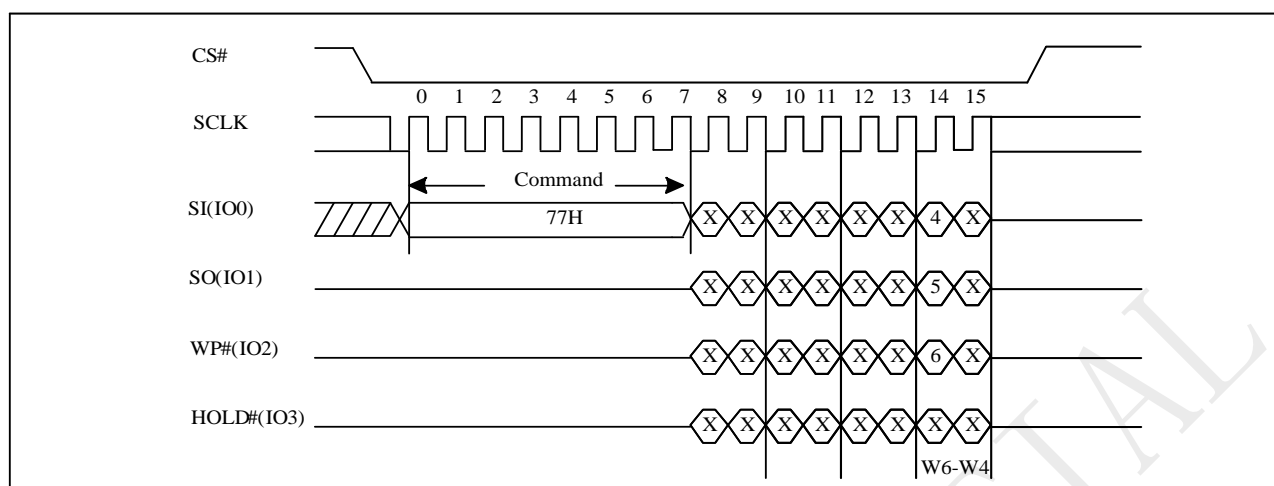 CS#
0 1 2 3 4 5 6 7 8 9 10 11 12 13 14 15
SCLK
Command
SI(IO0) 77H X X X X X X 4 X
SO(IO1) X X X X X X 5 X
WP#(IO2) X X X X X X 6 X
HOLD#(IO3) X X X X X X X X
W6-W4